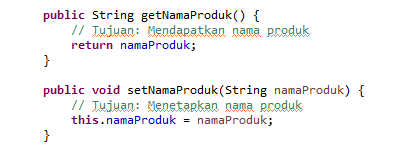 public String getNamaProduk() {
// Tujuan: Mendapatkan nama produk
return namaProduk;
}
public void setNamaProduk(String namaProduk) {
// Tujuan: Menetapkan nama produk
this.namaProduk = namaProduk;
}